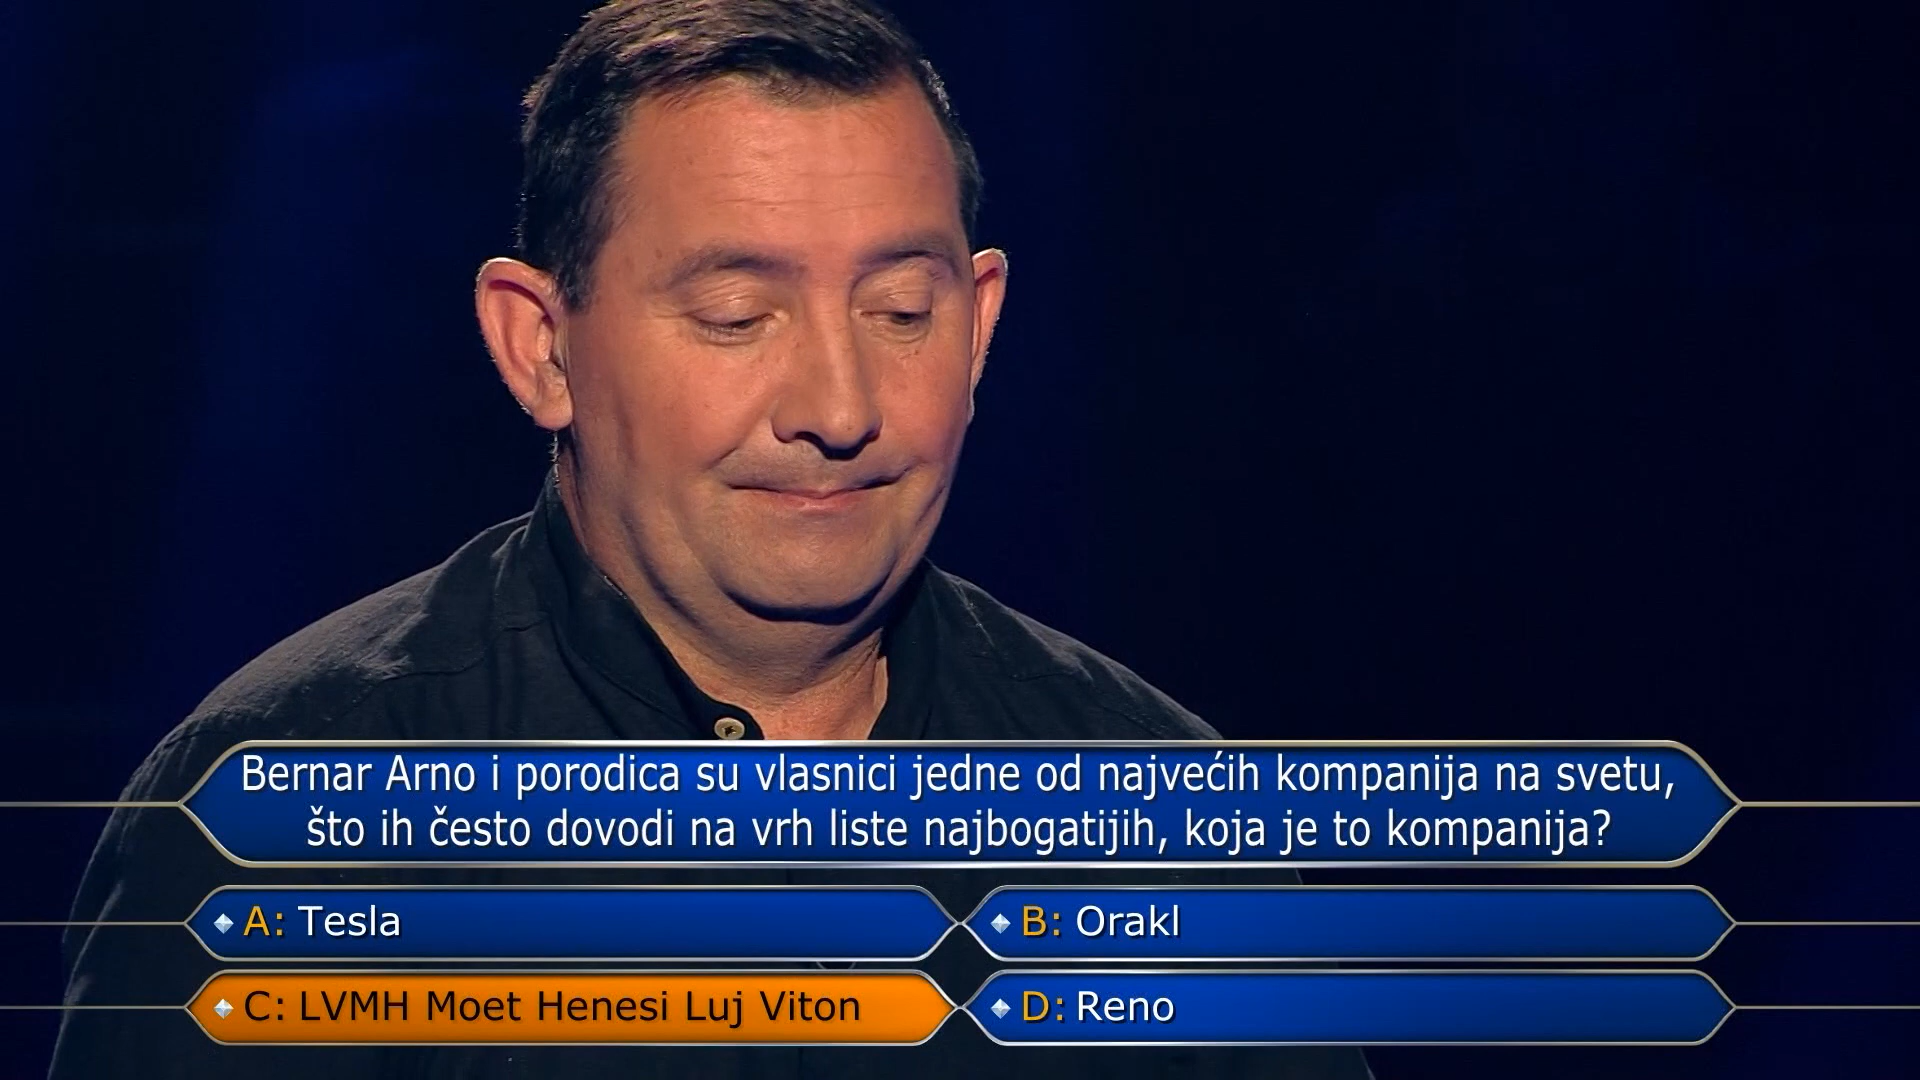 Bernar Arno i porodica su vlasnici jedne od najvećih kompanija na svetu,
što ih često dovodi na vrh liste najbogatijih, koja je to kompanija?
A: Tesla
B: Orakl
C: LVMH Moet Henesi Luj Viton
D: Reno